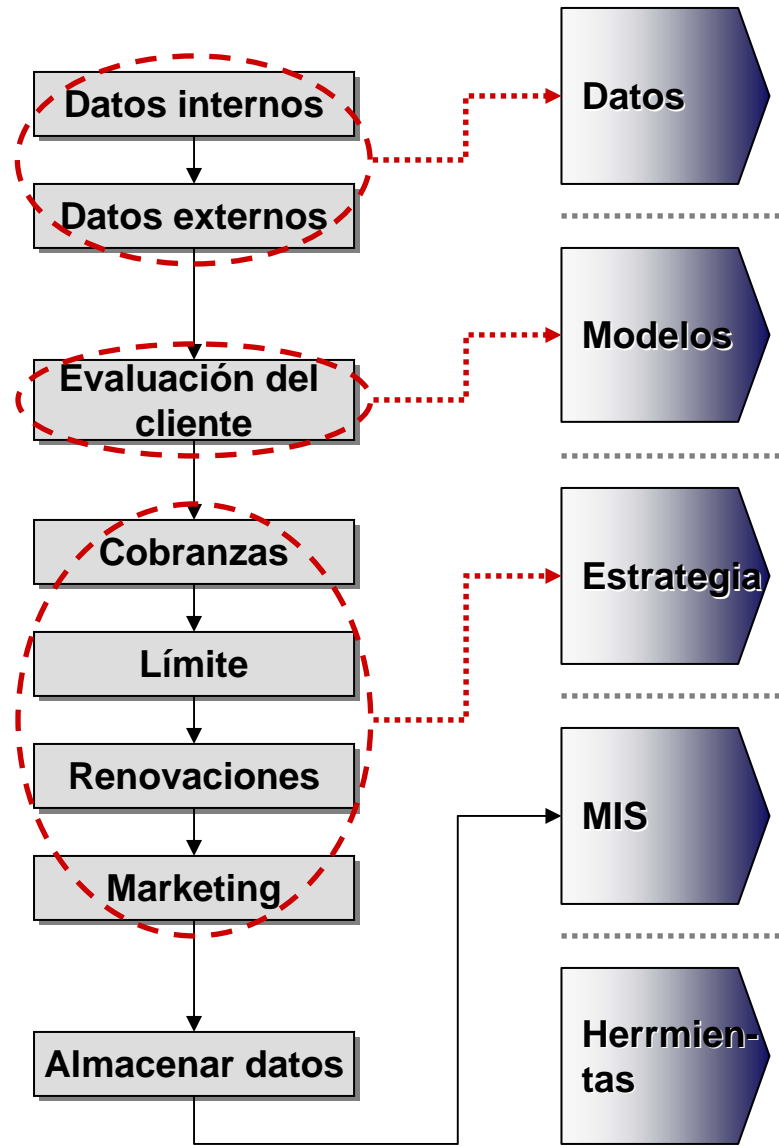 Datos internos
Datos externos
Evaluación del
cliente
Cobranzas
Límite
Renovaciones
Marketing
Almacenar datos
Datos
Modelos
Estrategia
MIS
Herrmien-
tas